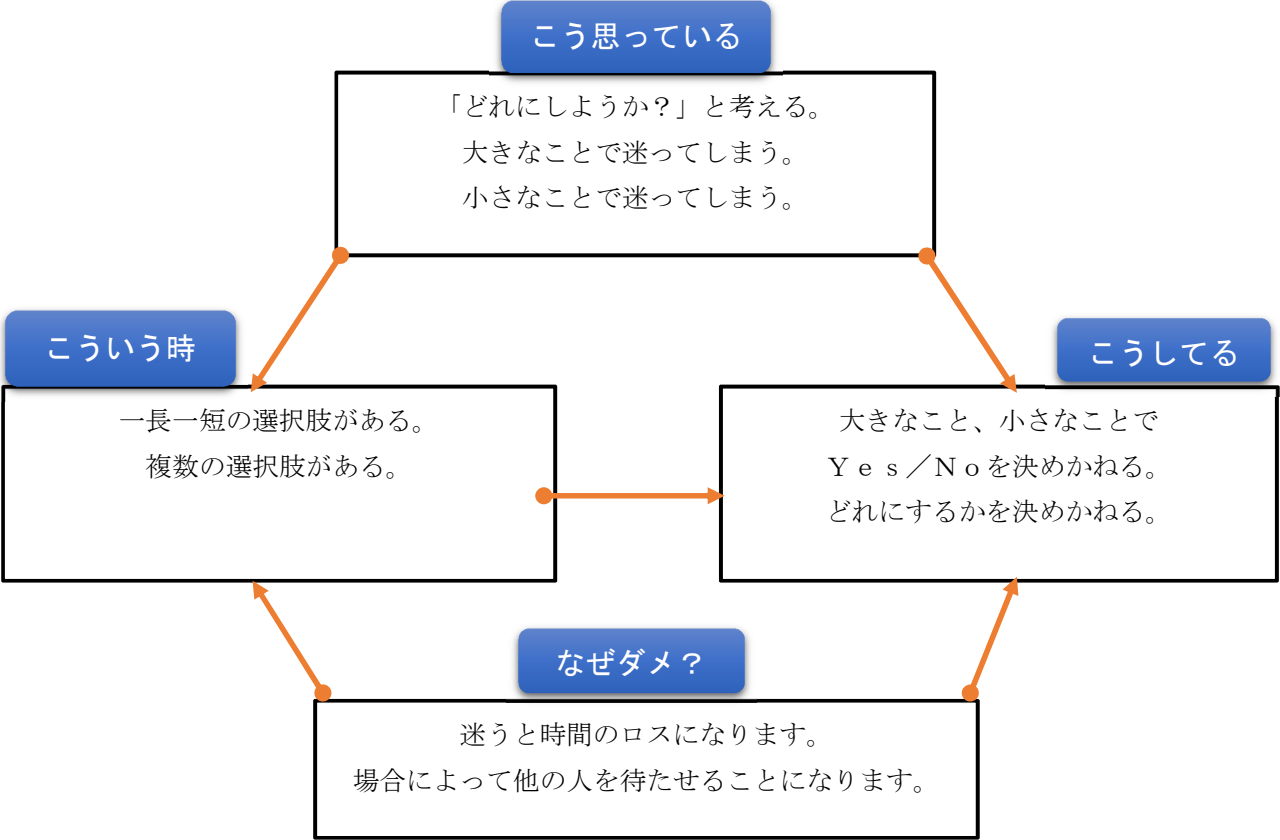 こう思っている
「どれにしようか？」と考える。
大きなことで迷ってしまう。
小さなことで迷ってしまう。
こういう時
一長一短の選択肢がある。
複数の選択肢がある。
こうしてる
大きなこと、小さなことで
Ｙｅｓ／Ｎｏを決めかねる。
どれにするかを決めかねる。
なぜダメ？
迷うと時間のロスになります。
場合によって他の人を待たせることになります。